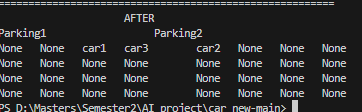 ============================================================
AFTER
Parking1 Parking2
None None car1 car3 car2 None None None
None None None None None None None None
None None None None None None None None
None None None None None None None None
PS D:\Masters\Semester2\AI project\car new-main>